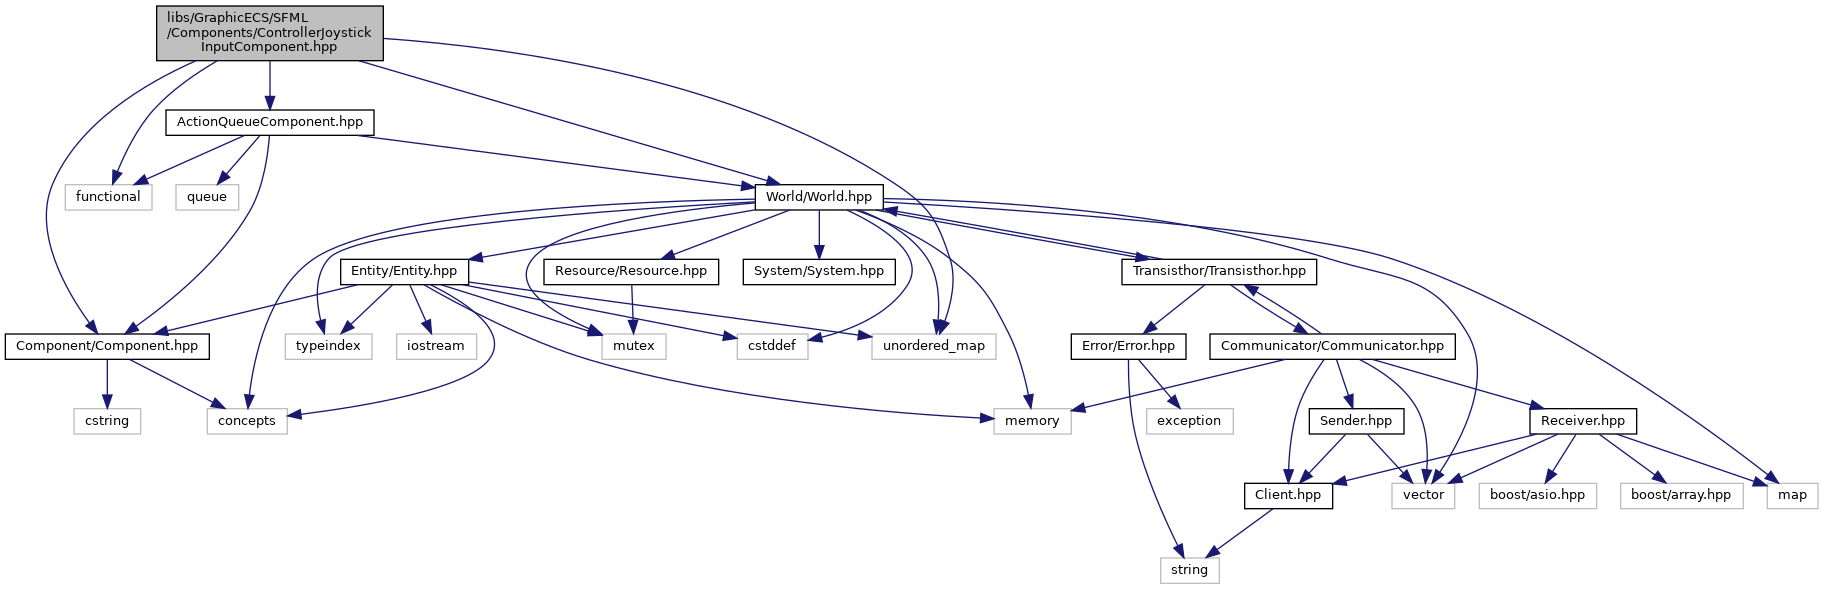 libs/GraphicECS/SFML
/Components/ControllerJoystick
InputComponent.hpp
ActionQueueComponent.hpp
functional
queue
World/World.hpp
Entity/Entity.hpp
Resource/Resource.hpp
System/System.hpp
Transisthor/Transisthor.hpp
Component/Component.hpp
typeindex
iostream
mutex
cstddef
unordered_map
Error/Error.hpp
Communicator/Communicator.hpp
cstring
concepts
memory
exception
Sender.hpp
Receiver.hpp
Client.hpp
vector
boost/asio.hpp
boost/array.hpp
map
string